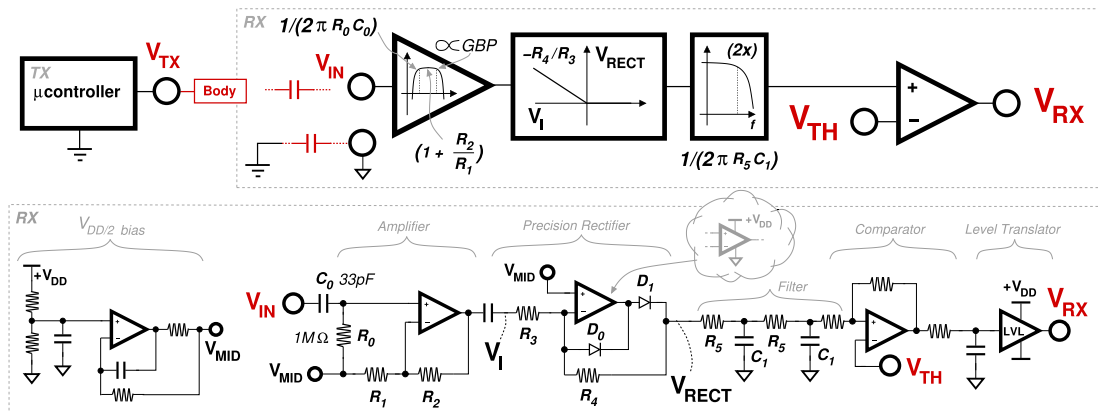 RX
TX
μcontroller
V_TX
Body
1/(2 π R₀ C₀)
∝GBP
V_IN
(1 + R₂/R₁)
−R₄/R₃
V_RECT
V_I
(2x)
f
1/(2 π R₅ C₁)
V_TH
+
−
V_RX
RX
V_DD/2 bias
Amplifier
Precision Rectifier
+V_DD
Comparator
Level Translator
+V_DD
+
-
V_MID
V_IN
C₀ 33pF
1MΩ
R₀
V_MID
R₁
R₂
+
-
V_I
V_MID
R₃
+
-
D₁
D₀
R₄
V_RECT
+
-
Filter
R₅
C₁
R₅
C₁
+
-
V_TH
+V_DD
LVL
V_RX